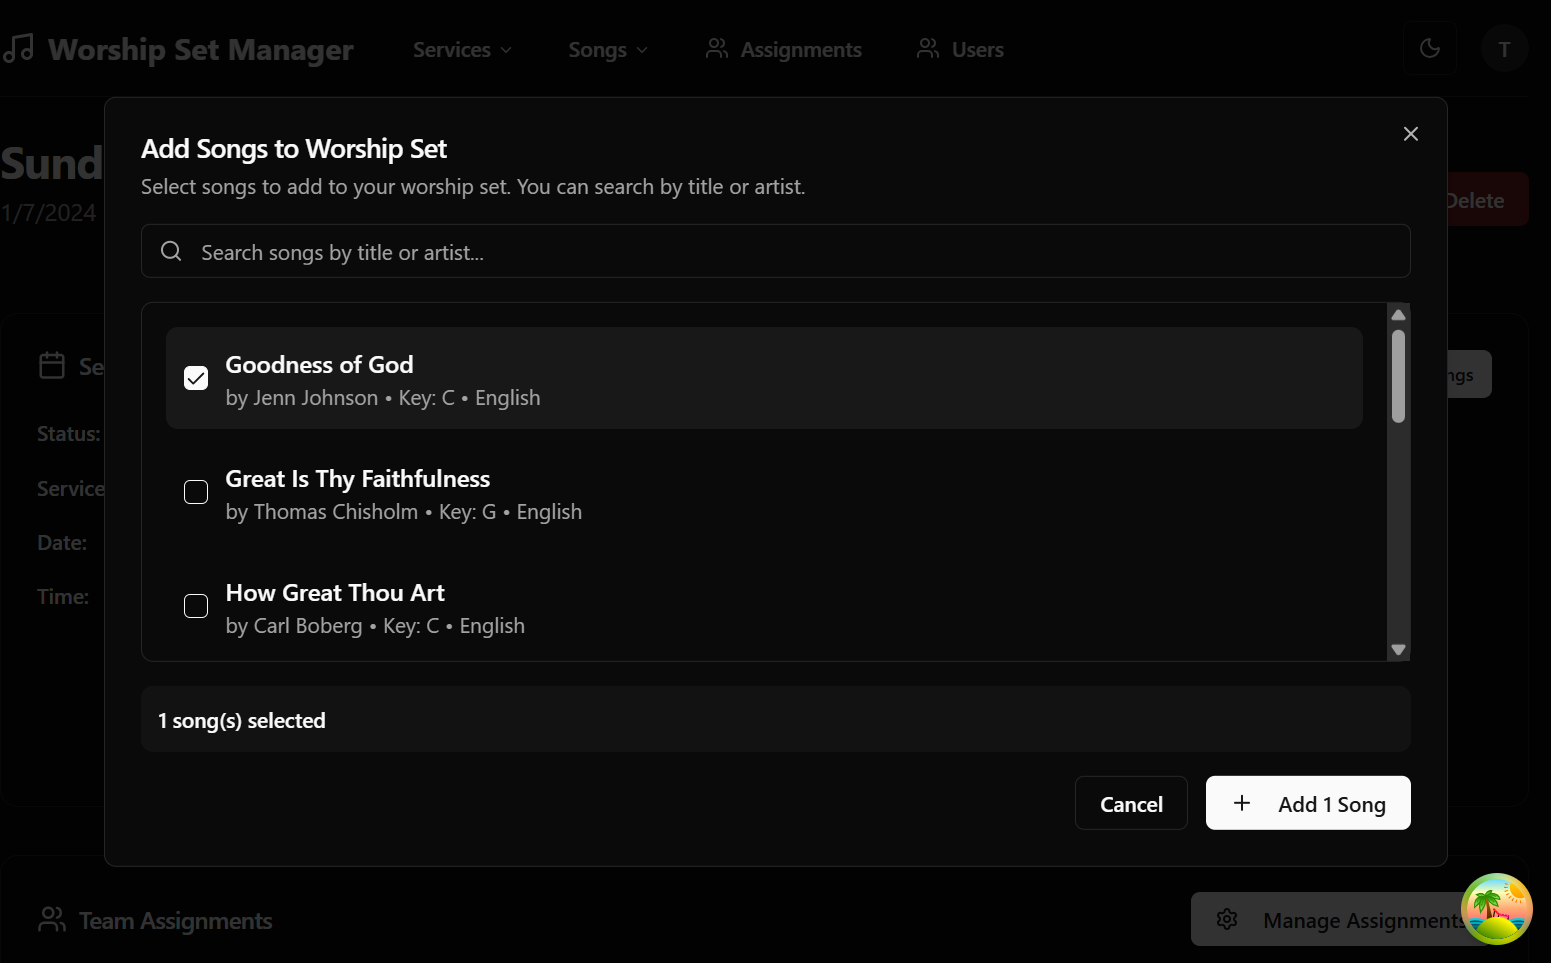 Worship Set Manager Services Songs Assignments Users T
Sund
1/7/2024
Delete
Add Songs to Worship Set
Select songs to add to your worship set. You can search by title or artist.
Search songs by title or artist...
Goodness of God
by Jenn Johnson • Key: C • English
Great Is Thy Faithfulness
by Thomas Chisholm • Key: G • English
How Great Thou Art
by Carl Boberg • Key: C • English
1 song(s) selected
Cancel
Add 1 Song
Se
ngs
Status:
Service
Date:
Time:
Team Assignments
Manage Assignments